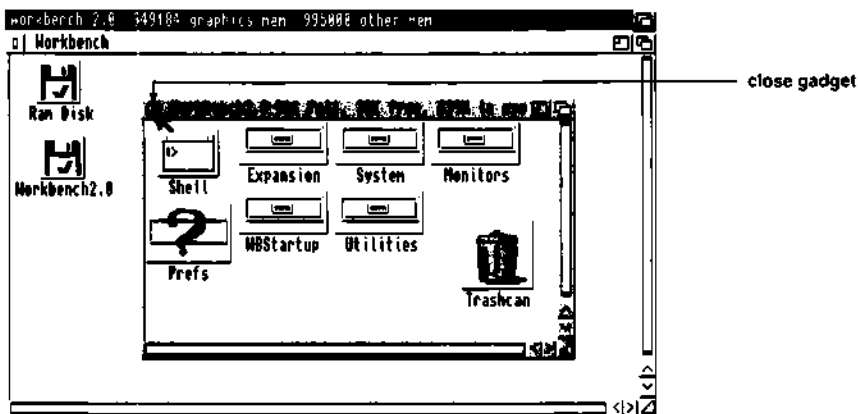 Workbench 2.0 349184 graphics mem 995008 other mem
Workbench
close gadget
Ram Disk
Shell
Expansion
System
Monitors
Workbench2.0
Prefs
WBStartup
Utilities
Trashcan